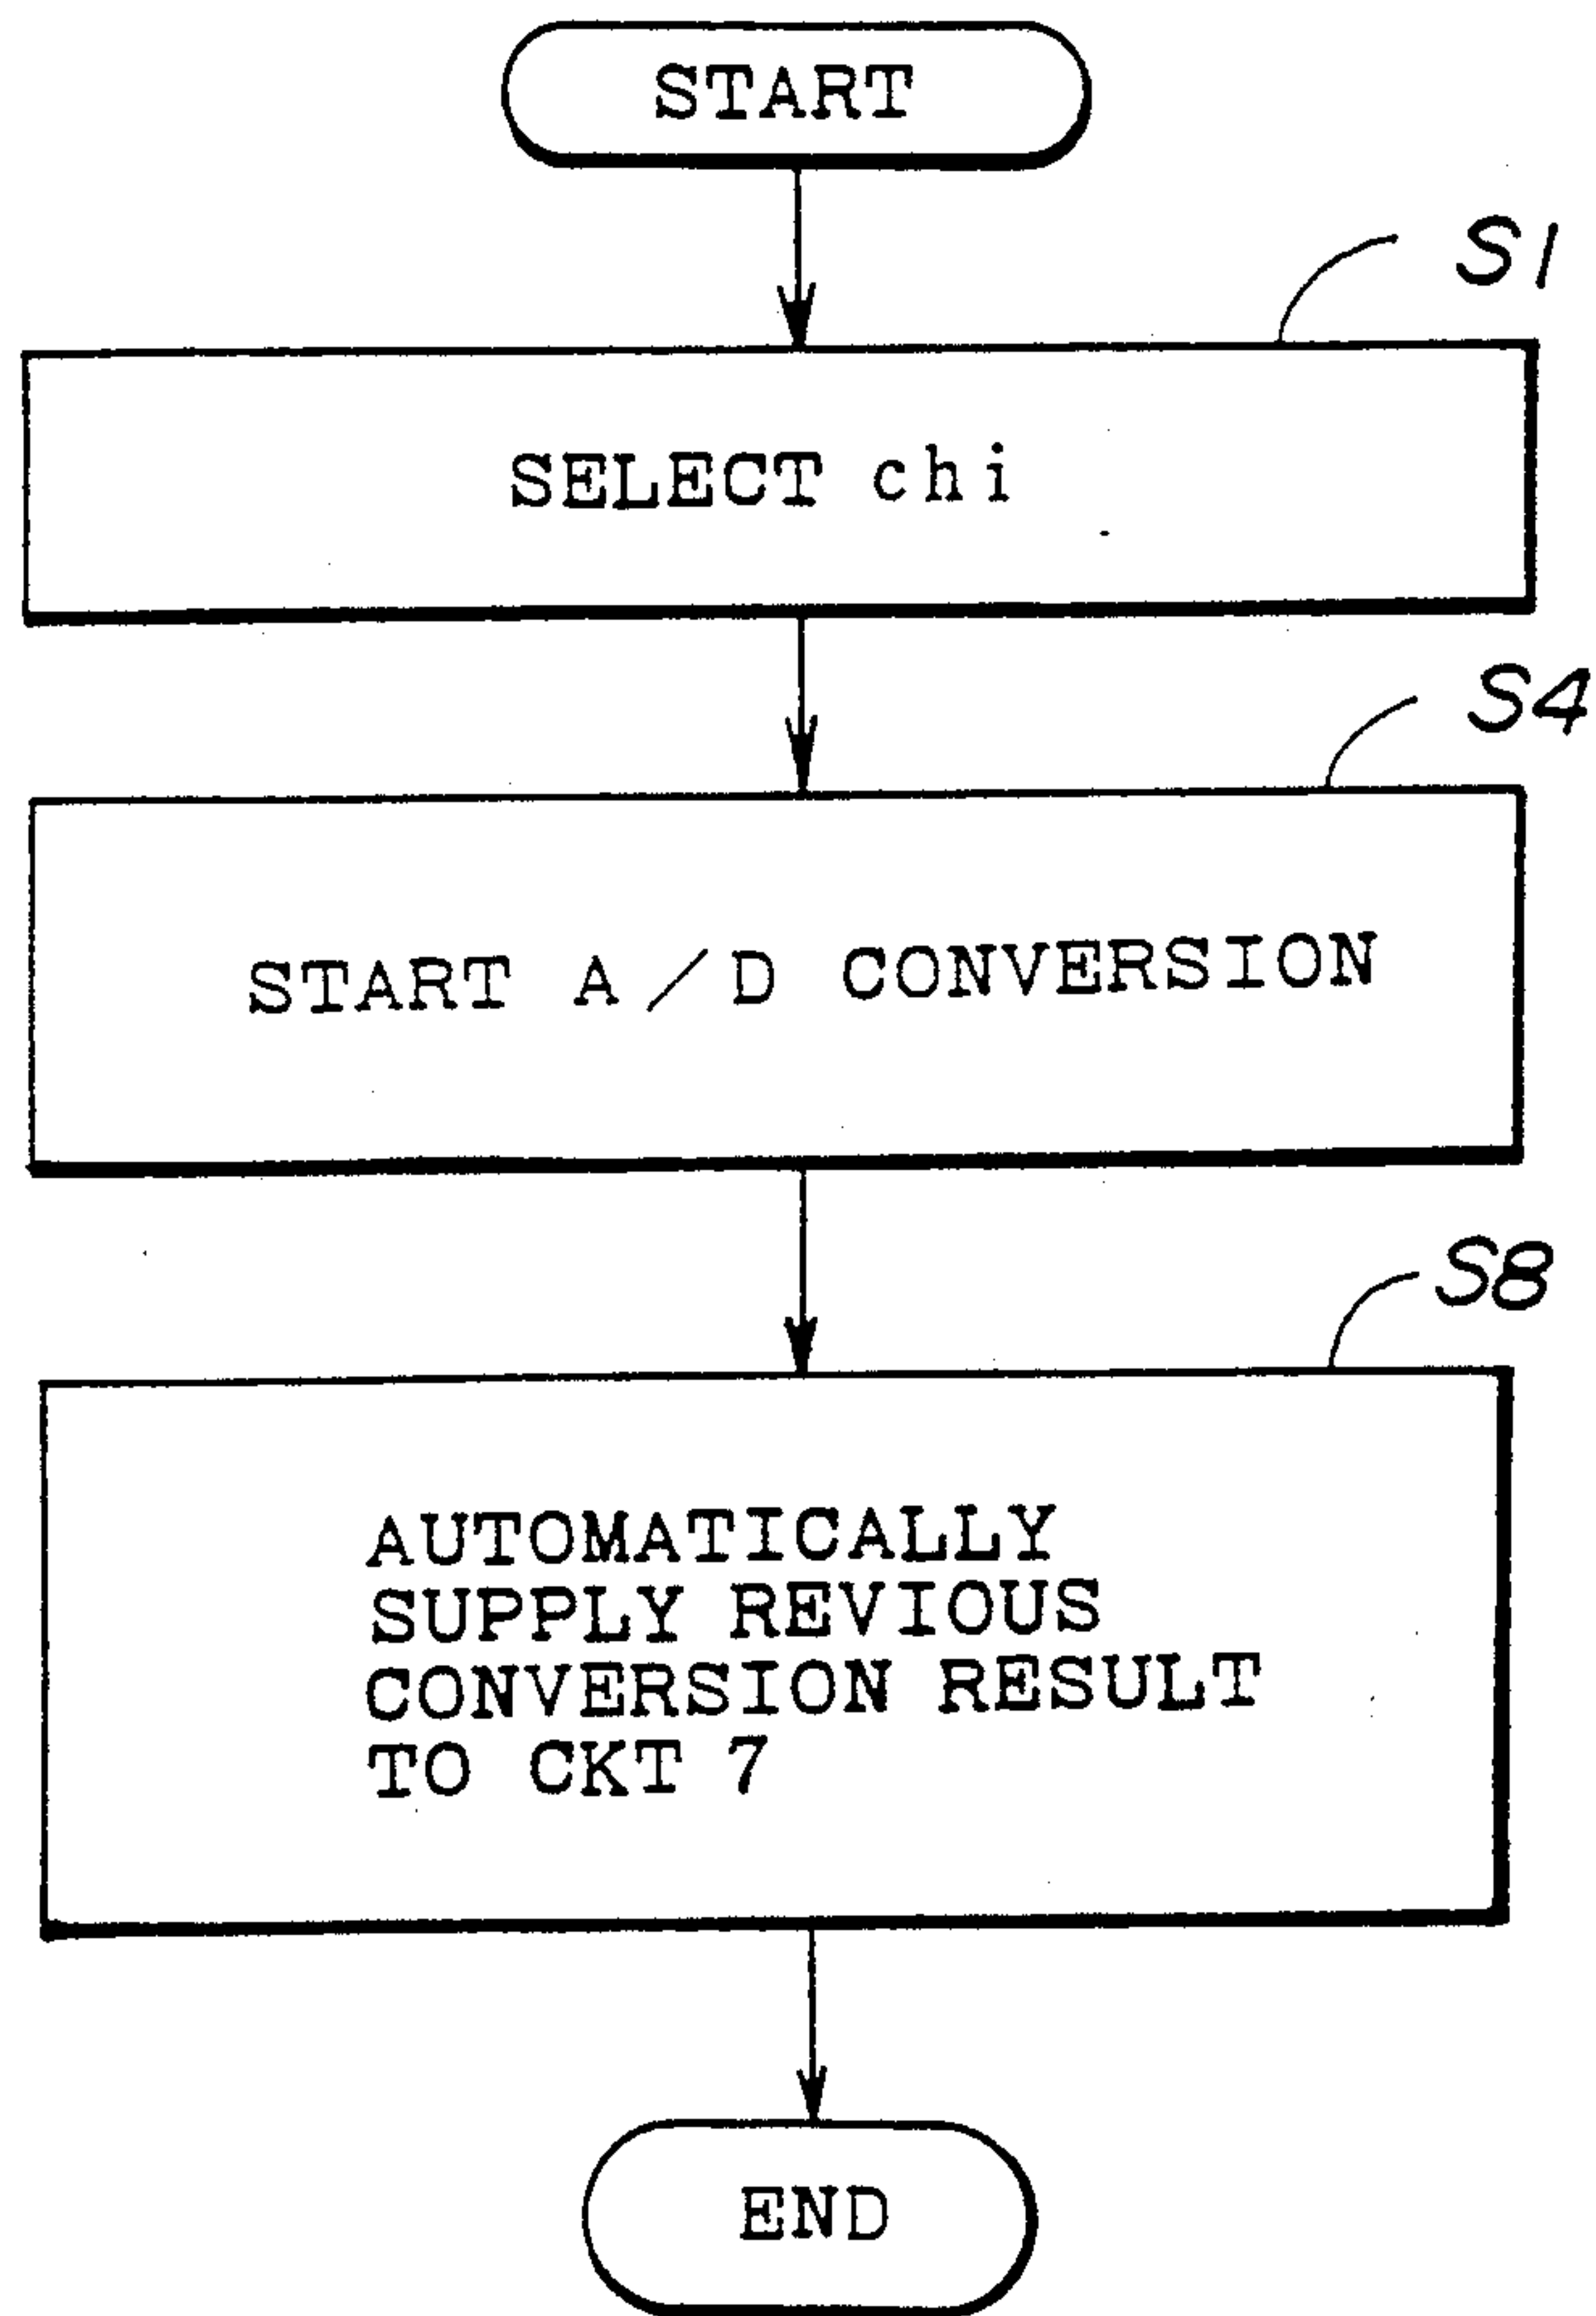 START
S1
SELECT chi
S4
START A/D CONVERSION
S8
AUTOMATICALLY
SUPPLY REVIOUS
CONVERSION RESULT
TO CKT 7
END